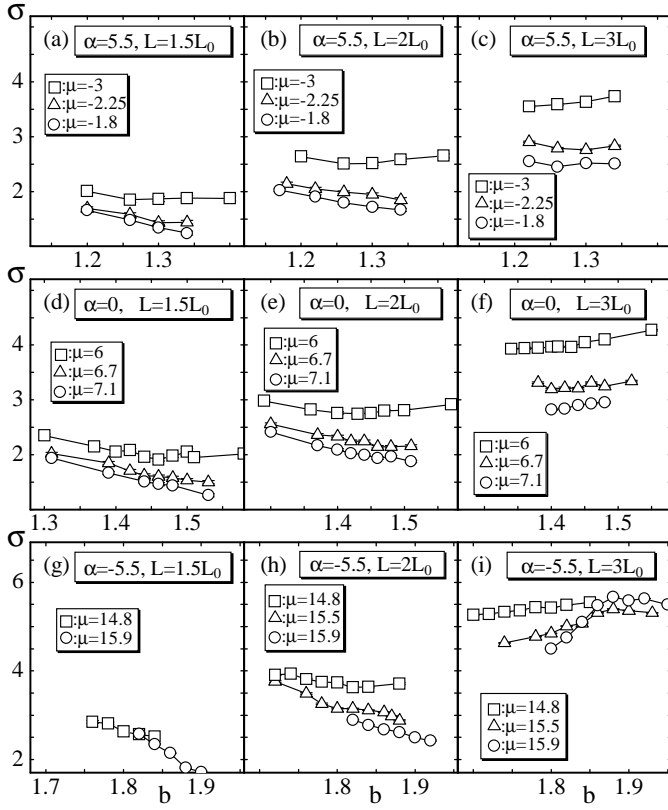 σ
(a) α=5.5, L=1.5L₀
(b) α=5.5, L=2L₀
(c) α=5.5, L=3L₀
5
4
3
2
□:μ=-3
△:μ=-2.25
○:μ=-1.8
□:μ=-3
△:μ=-2.25
○:μ=-1.8
□:μ=-3
△:μ=-2.25
○:μ=-1.8
1.2 1.3
1.2 1.3
1.2 1.3
σ
(d) α=0, L=1.5L₀
(e) α=0, L=2L₀
(f) α=0, L=3L₀
4
3
2
□:μ=6
△:μ=6.7
○:μ=7.1
□:μ=6
△:μ=6.7
○:μ=7.1
□:μ=6
△:μ=6.7
○:μ=7.1
1.3 1.4 1.5
1.4 1.5
1.4 1.5
σ
(g) α=-5.5, L=1.5L₀
(h) α=-5.5, L=2L₀
(i) α=-5.5, L=3L₀
6
4
2
□:μ=14.8
○:μ=15.9
□:μ=14.8
△:μ=15.5
○:μ=15.9
□:μ=14.8
△:μ=15.5
○:μ=15.9
1.7 1.8 b 1.9
1.8 b 1.9
1.8 b 1.9